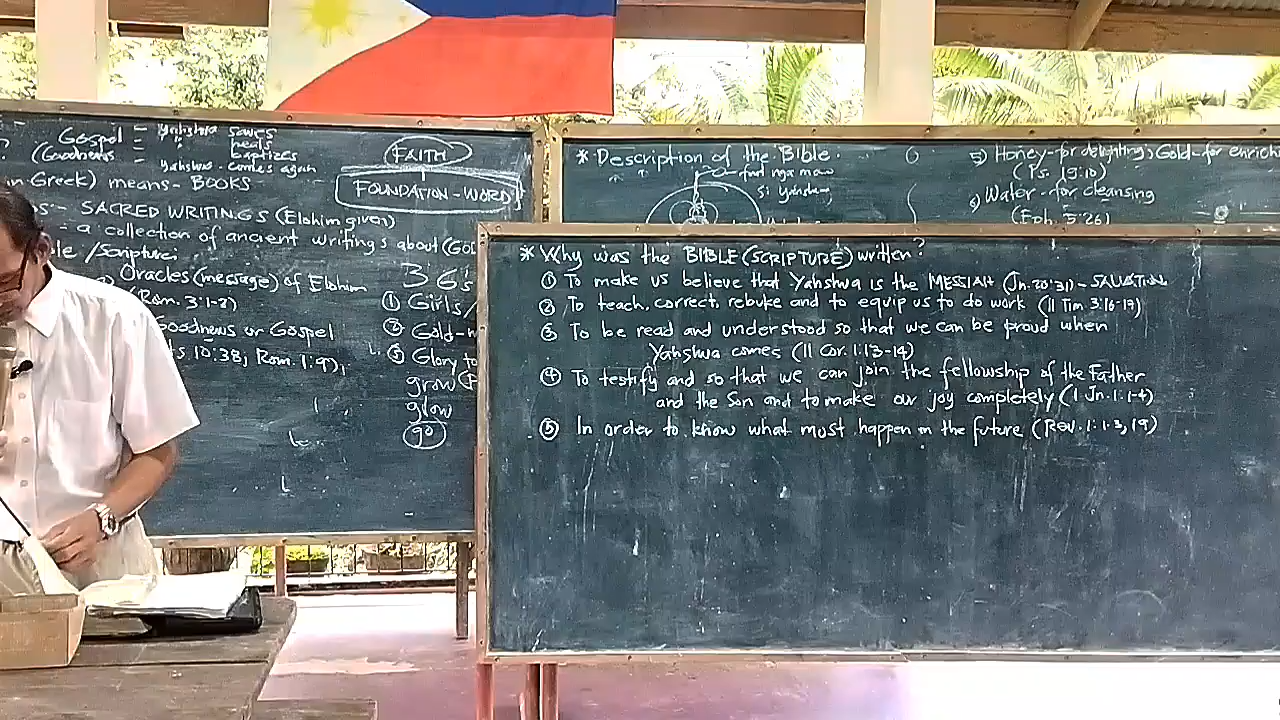 Gospel = Yahshua saves
" heals
(Goodnews = baptizes
= Yahshua comes again
Greek) means - BOOKS
SACRED WRITINGS (Elohim given)
= a collection of ancient writings about (GOD
/Scripture:
Oracles (message) of Elohim
(Rom. 3:1-2)
Goodnews or Gospel
10:38; Rom. 1:9),
FAITH
FOUNDATION - WORD
3 G's
① Girls/
② Gold-
③ Glory to
grow
glow
go
* Description of the Bible.
si Yahshua
5) Honey - for delighting; Gold - for enrich
(Ps. 19:10)
6) Water - for cleansing
(Eph. 5:26)
* Why was the BIBLE (SCRIPTURE) written?
① To make us believe that Yahshua is the MESSIAH (Jn. 20:31) - SALVATION
② To teach, correct, rebuke and to equip us to do work (II Tim 3:16-17)
③ To be read and understood so that we can be proud when
Yahshua comes (II Cor. 1:13-14)
④ To testify and so that we can join the fellowship of the Father
and the Son and to make our joy completely (I Jn. 1:1-4)
⑤ In order to know what must happen in the future (Rev. 1:1-3, 19)